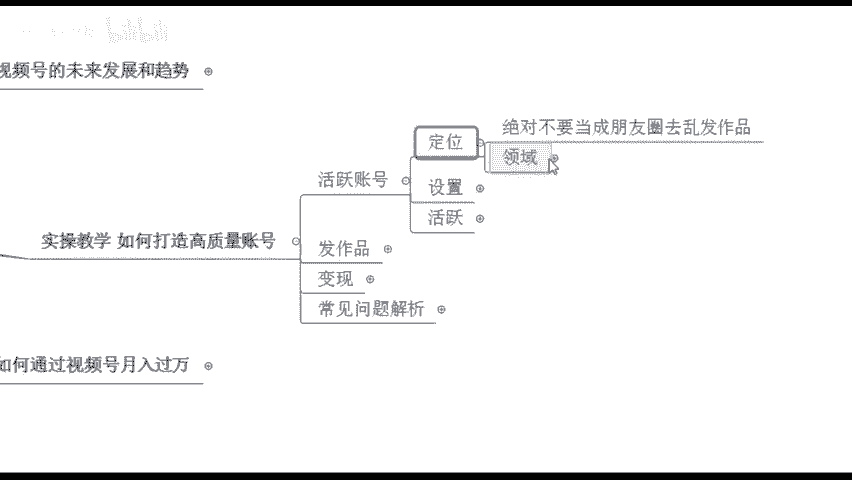 视频号的未来发展和趋势
绝对不要当成朋友圈去乱发作品
定位
领域
活跃账号
设置
活跃
实操教学 如何打造高质量账号
发作品
变现
常见问题解析
如何通过视频号月入过万